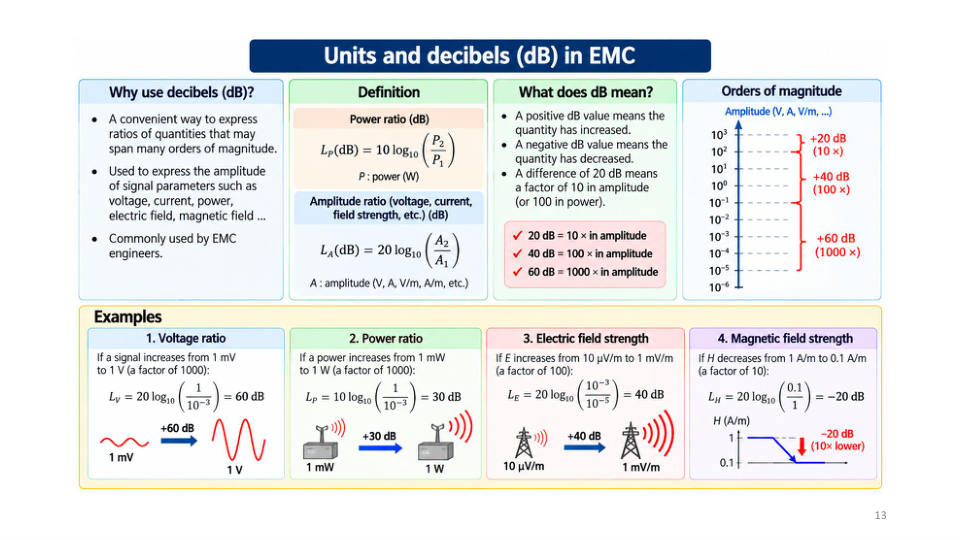 Units and decibels (dB) in EMC
Why use decibels (dB)?
• A convenient way to express
ratios of quantities that may
span many orders of magnitude.
• Used to express the amplitude
of signal parameters such as
voltage, current, power,
electric field, magnetic field ...
• Commonly used by EMC
engineers.
Definition
Power ratio (dB)
L_P(dB) = 10 log₁₀ (P₂/P₁)
P : power (W)
Amplitude ratio (voltage, current,
field strength, etc.) (dB)
L_A(dB) = 20 log₁₀ (A₂/A₁)
A : amplitude (V, A, V/m, A/m, etc.)
What does dB mean?
• A positive dB value means the
quantity has increased.
• A negative dB value means the
quantity has decreased.
• A difference of 20 dB means
a factor of 10 in amplitude
(or 100 in power).
✓ 20 dB = 10 × in amplitude
✓ 40 dB = 100 × in amplitude
✓ 60 dB = 1000 × in amplitude
Orders of magnitude
Amplitude (V, A, V/m, ...)
10³
10²
10¹
10⁰
10⁻¹
10⁻²
10⁻³
10⁻⁴
10⁻⁵
10⁻⁶
+20 dB
(10 ×)
+40 dB
(100 ×)
+60 dB
(1000 ×)
Examples
1. Voltage ratio
If a signal increases from 1 mV
to 1 V (a factor of 1000):
L_V = 20 log₁₀ (1/10⁻³) = 60 dB
+60 dB
1 mV
1 V
2. Power ratio
If a power increases from 1 mW
to 1 W (a factor of 1000):
L_P = 10 log₁₀ (1/10⁻³) = 30 dB
+30 dB
1 mW
1 W
3. Electric field strength
If E increases from 10 µV/m to 1 mV/m
(a factor of 100):
L_E = 20 log₁₀ (10⁻³/10⁻⁵) = 40 dB
+40 dB
10 µV/m
1 mV/m
4. Magnetic field strength
If H decreases from 1 A/m to 0.1 A/m
(a factor of 10):
L_H = 20 log₁₀ (0.1/1) = −20 dB
H (A/m)
1
0.1
−20 dB
(10× lower)
13